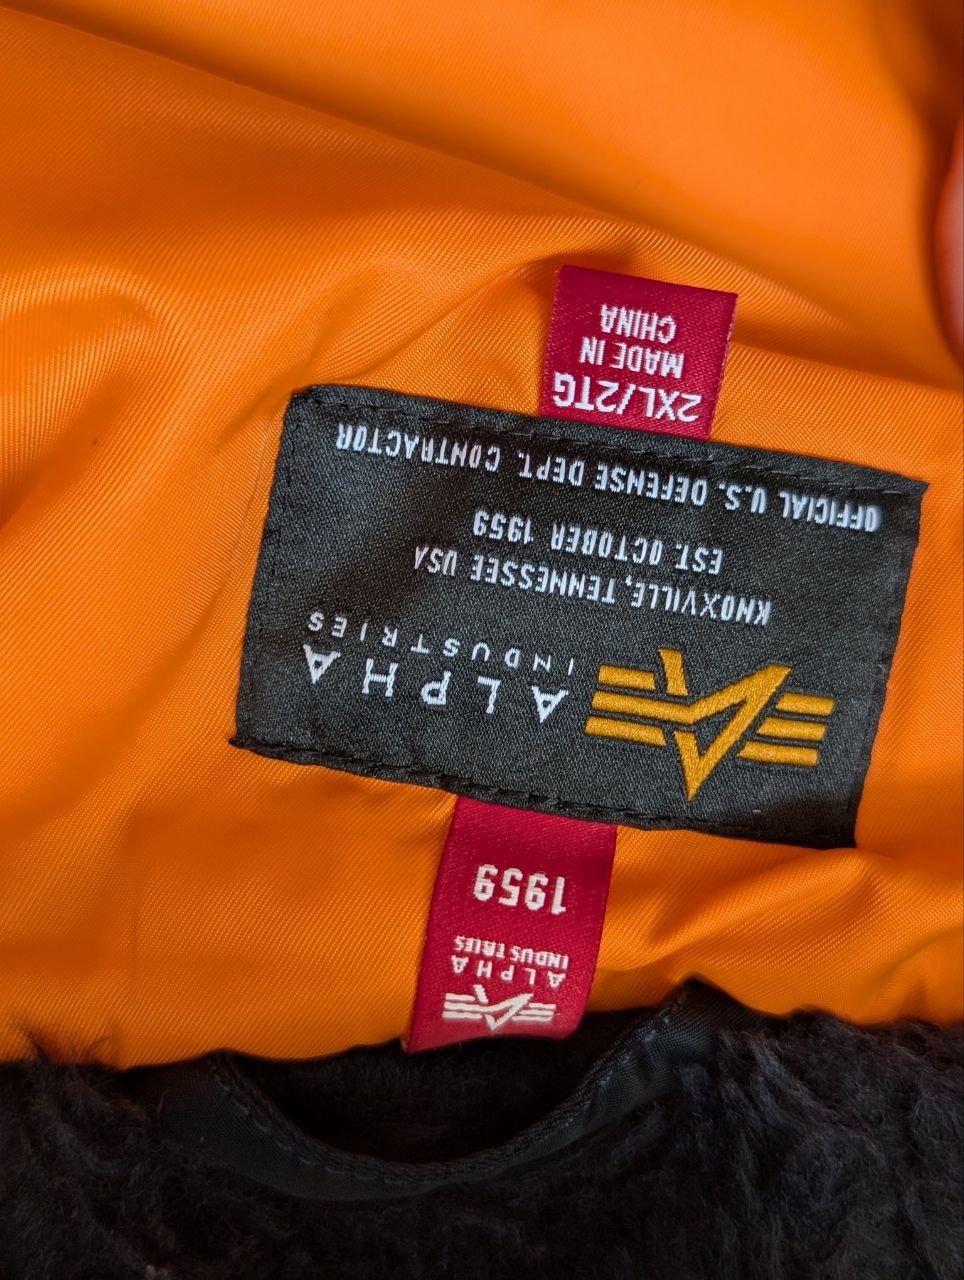 ALPHA
INDUSTRIES
1959
ALPHA
INDUSTRIES
KNOXVILLE, TENNESSEE USA
EST. OCTOBER 1959
OFFICIAL U.S. DEFENSE DEPT. CONTRACTOR
2XL/2TG
MADE IN
CHINA